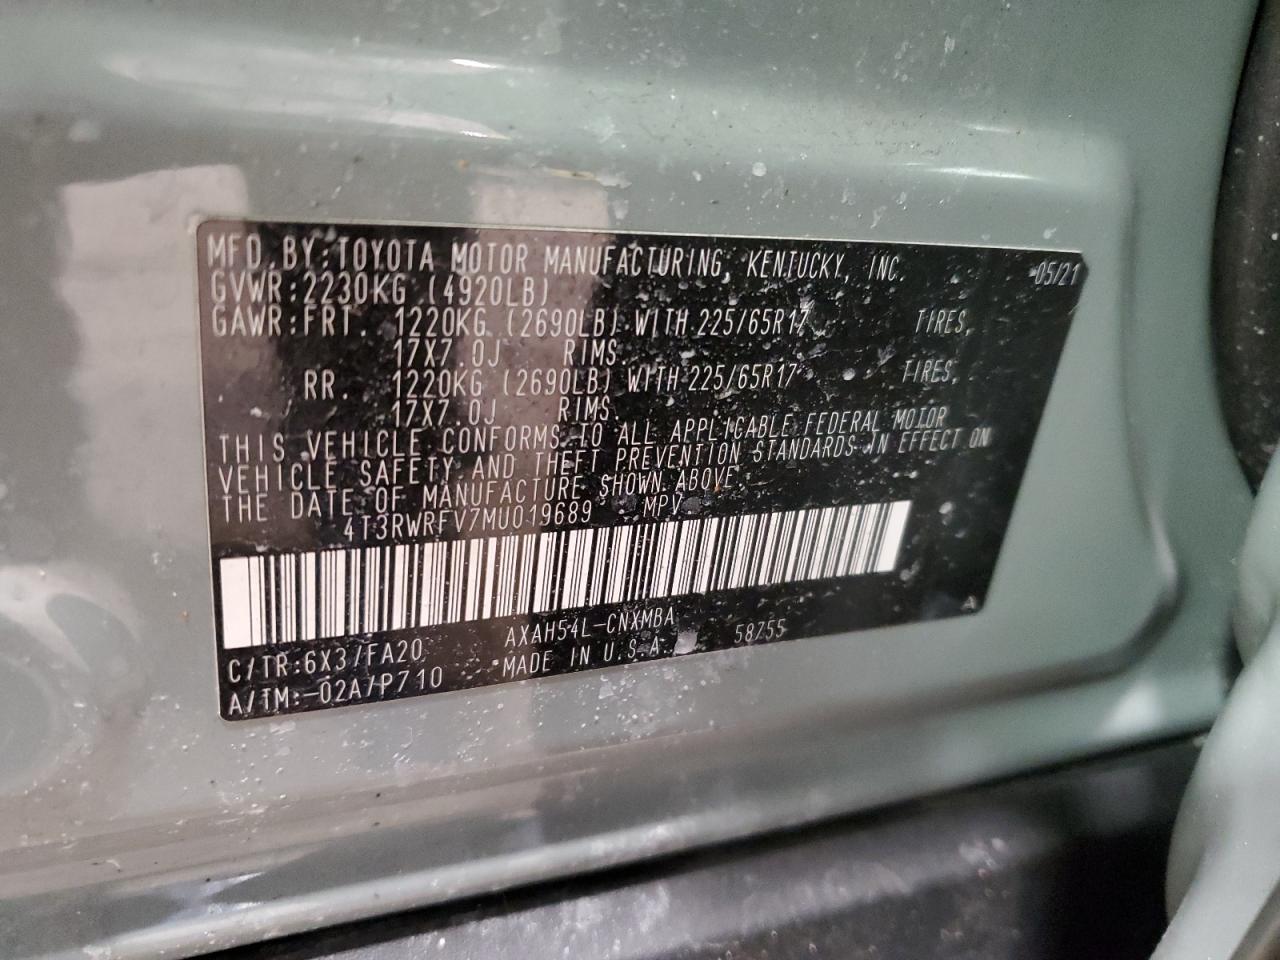 MFD. BY: TOYOTA MOTOR MANUFACTURING, KENTUCKY, INC. 05/21
GVWR: 2230KG (4920LB)
GAWR: FRT. 1220KG (2690LB) WITH 225/65R17 TIRES,
17X7.0J RIMS
RR. 1220KG (2690LB) WITH 225/65R17 TIRES,
17X7.0J RIMS
THIS VEHICLE CONFORMS TO ALL APPLICABLE FEDERAL MOTOR
VEHICLE SAFETY AND THEFT PREVENTION STANDARDS IN EFFECT ON
THE DATE OF MANUFACTURE SHOWN ABOVE
4T3RWRFV7MU019689 MPV
C/TR: 6X3/FA20 AXAH54L-CNXMBA 58755 A
A/TM: -02A/P710 MADE IN U.S.A.